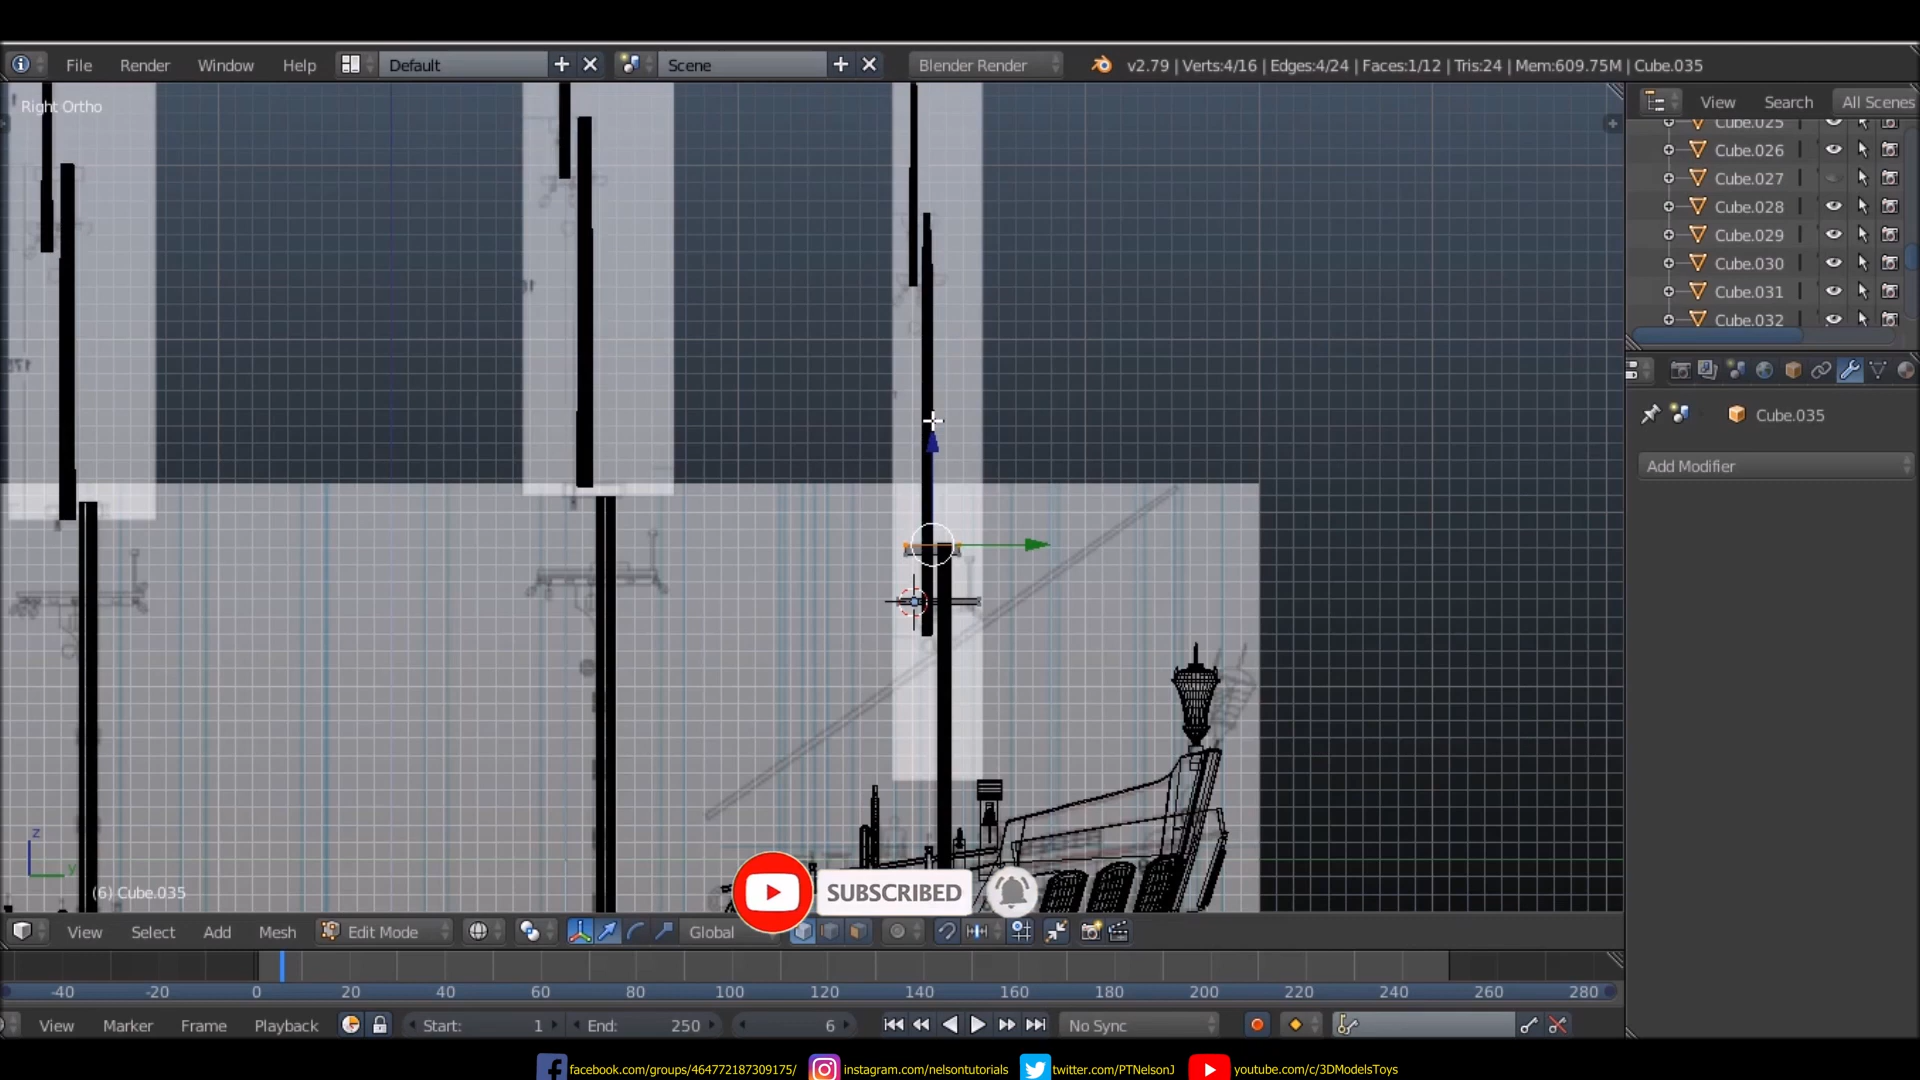 File Render Window Help Default Scene Blender Render v2.79 | Verts:4/16 | Edges:4/24 | Faces:1/12 | Tris:24 | Mem:609.75M | Cube.035
Right Ortho
View Search All Scenes
Cube.025
Cube.026
Cube.027
Cube.028
Cube.029
Cube.030
Cube.031
Cube.032
Cube.035
Add Modifier
z
y
(6) Cube.035
SUBSCRIBED
View Select Add Mesh Edit Mode Global
-40 -20 0 20 40 60 80 100 120 140 160 180 200 220 240 260 280
View Marker Frame Playback Start: 1 End: 250 6 No Sync
facebook.com/groups/464772187309175/ instagram.com/nelsontutorials twitter.com/PTNelsonJ youtube.com/c/3DModelsToys